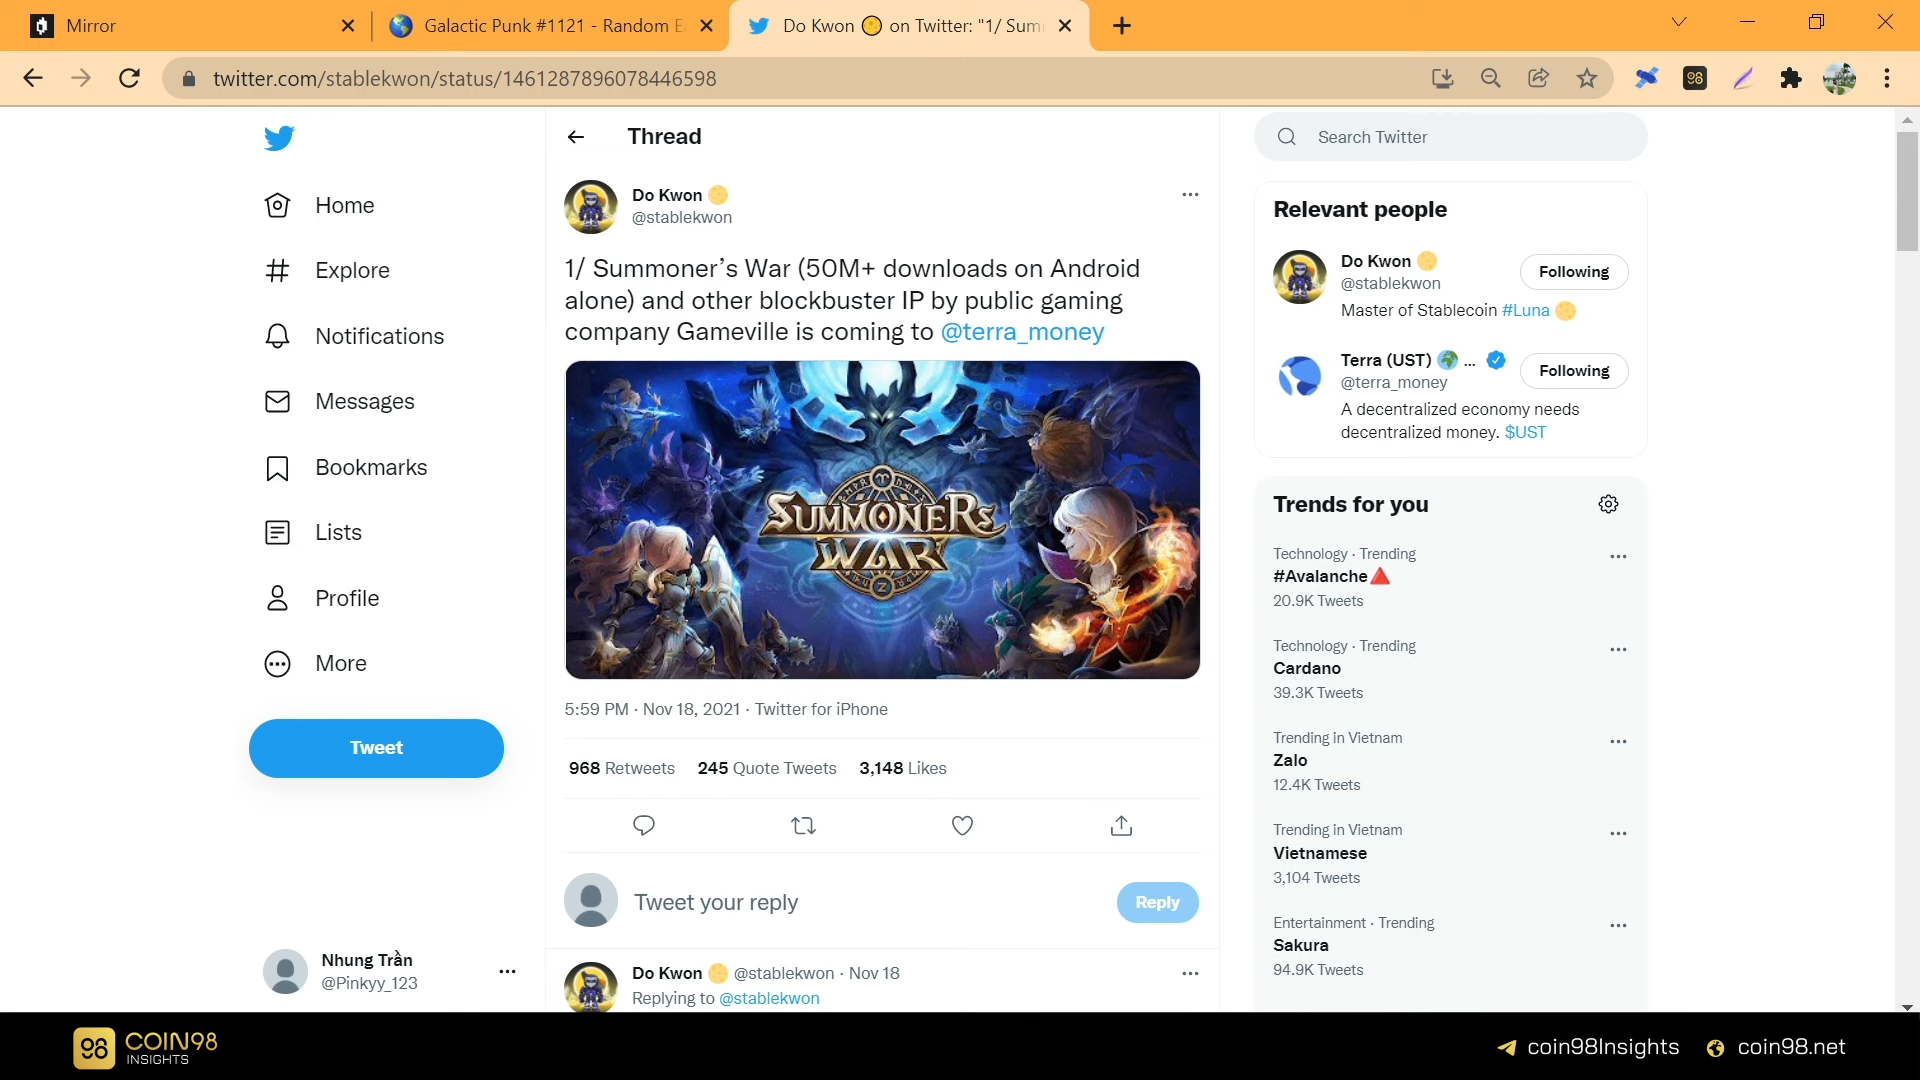 Mirror
Galactic Punk #1121 - Random E
Do Kwon on Twitter: "1/ Sum
twitter.com/stablekwon/status/1461287896078446598
Thread
Search Twitter
Home
Explore
Notifications
Messages
Bookmarks
Lists
Profile
More
Tweet
Nhung Trần
@Pinkyy_123
Do Kwon
@stablekwon
1/ Summoner’s War (50M+ downloads on Android
alone) and other blockbuster IP by public gaming
company Gameville is coming to @terra_money
SUMMONERS
WAR
5:59 PM · Nov 18, 2021 · Twitter for iPhone
968 Retweets 245 Quote Tweets 3,148 Likes
Tweet your reply
Reply
Do Kwon @stablekwon · Nov 18
Replying to @stablekwon
Relevant people
Do Kwon
@stablekwon
Following
Master of Stablecoin #Luna
Terra (UST) ...
@terra_money
Following
A decentralized economy needs
decentralized money. $UST
Trends for you
Technology · Trending
#Avalanche
20.9K Tweets
Technology · Trending
Cardano
39.3K Tweets
Trending in Vietnam
Zalo
12.4K Tweets
Trending in Vietnam
Vietnamese
3,104 Tweets
Entertainment · Trending
Sakura
94.9K Tweets
98
COIN98
INSIGHTS
coin98Insights
coin98.net